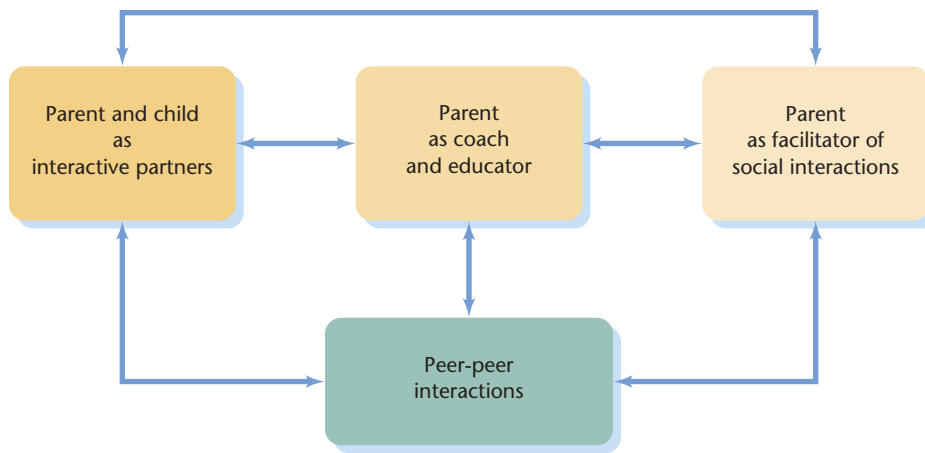 Parent and child
as
interactive partners
Parent
as coach
and educator
Parent
as facilitator of
social interactions
Peer-peer
interactions